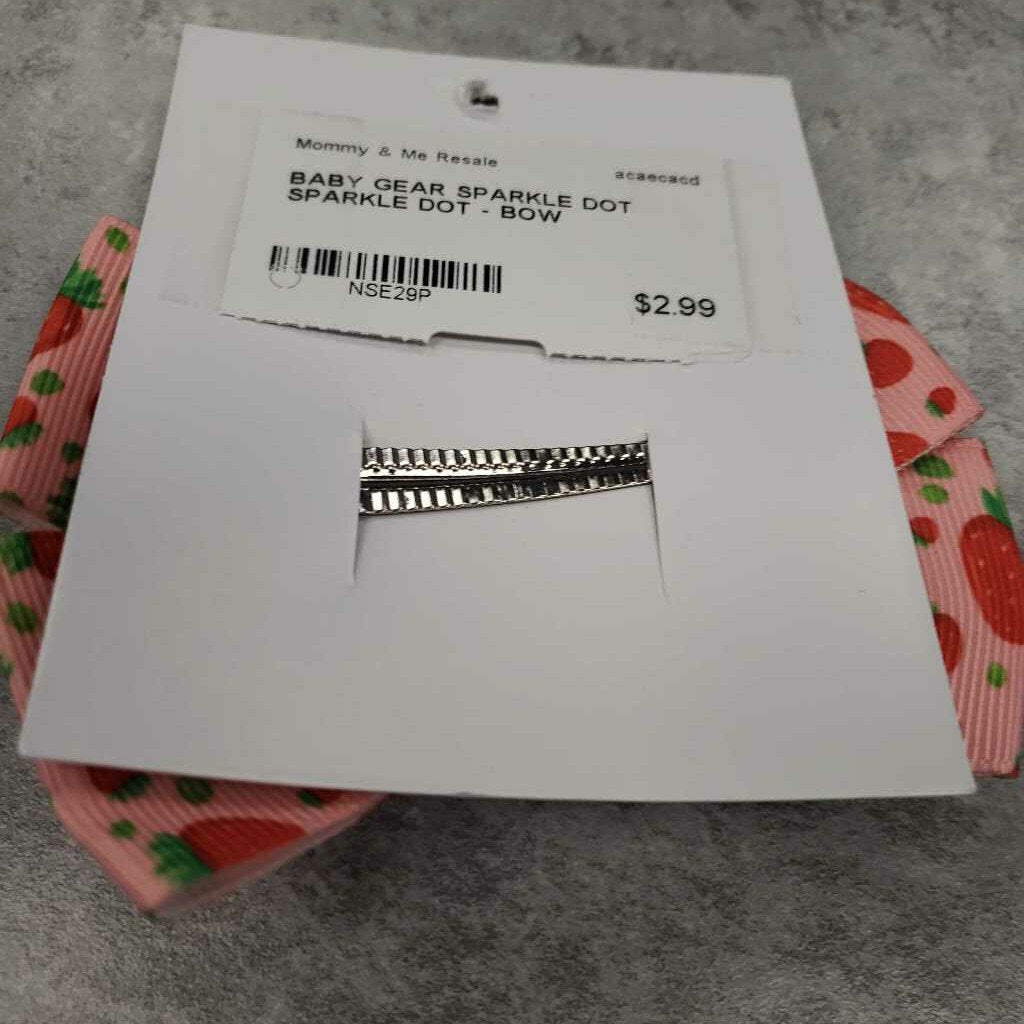 Mommy & Me Resale
acaecacd
BABY GEAR SPARKLE DOT
SPARKLE DOT - BOW
NSE29P
$2.99